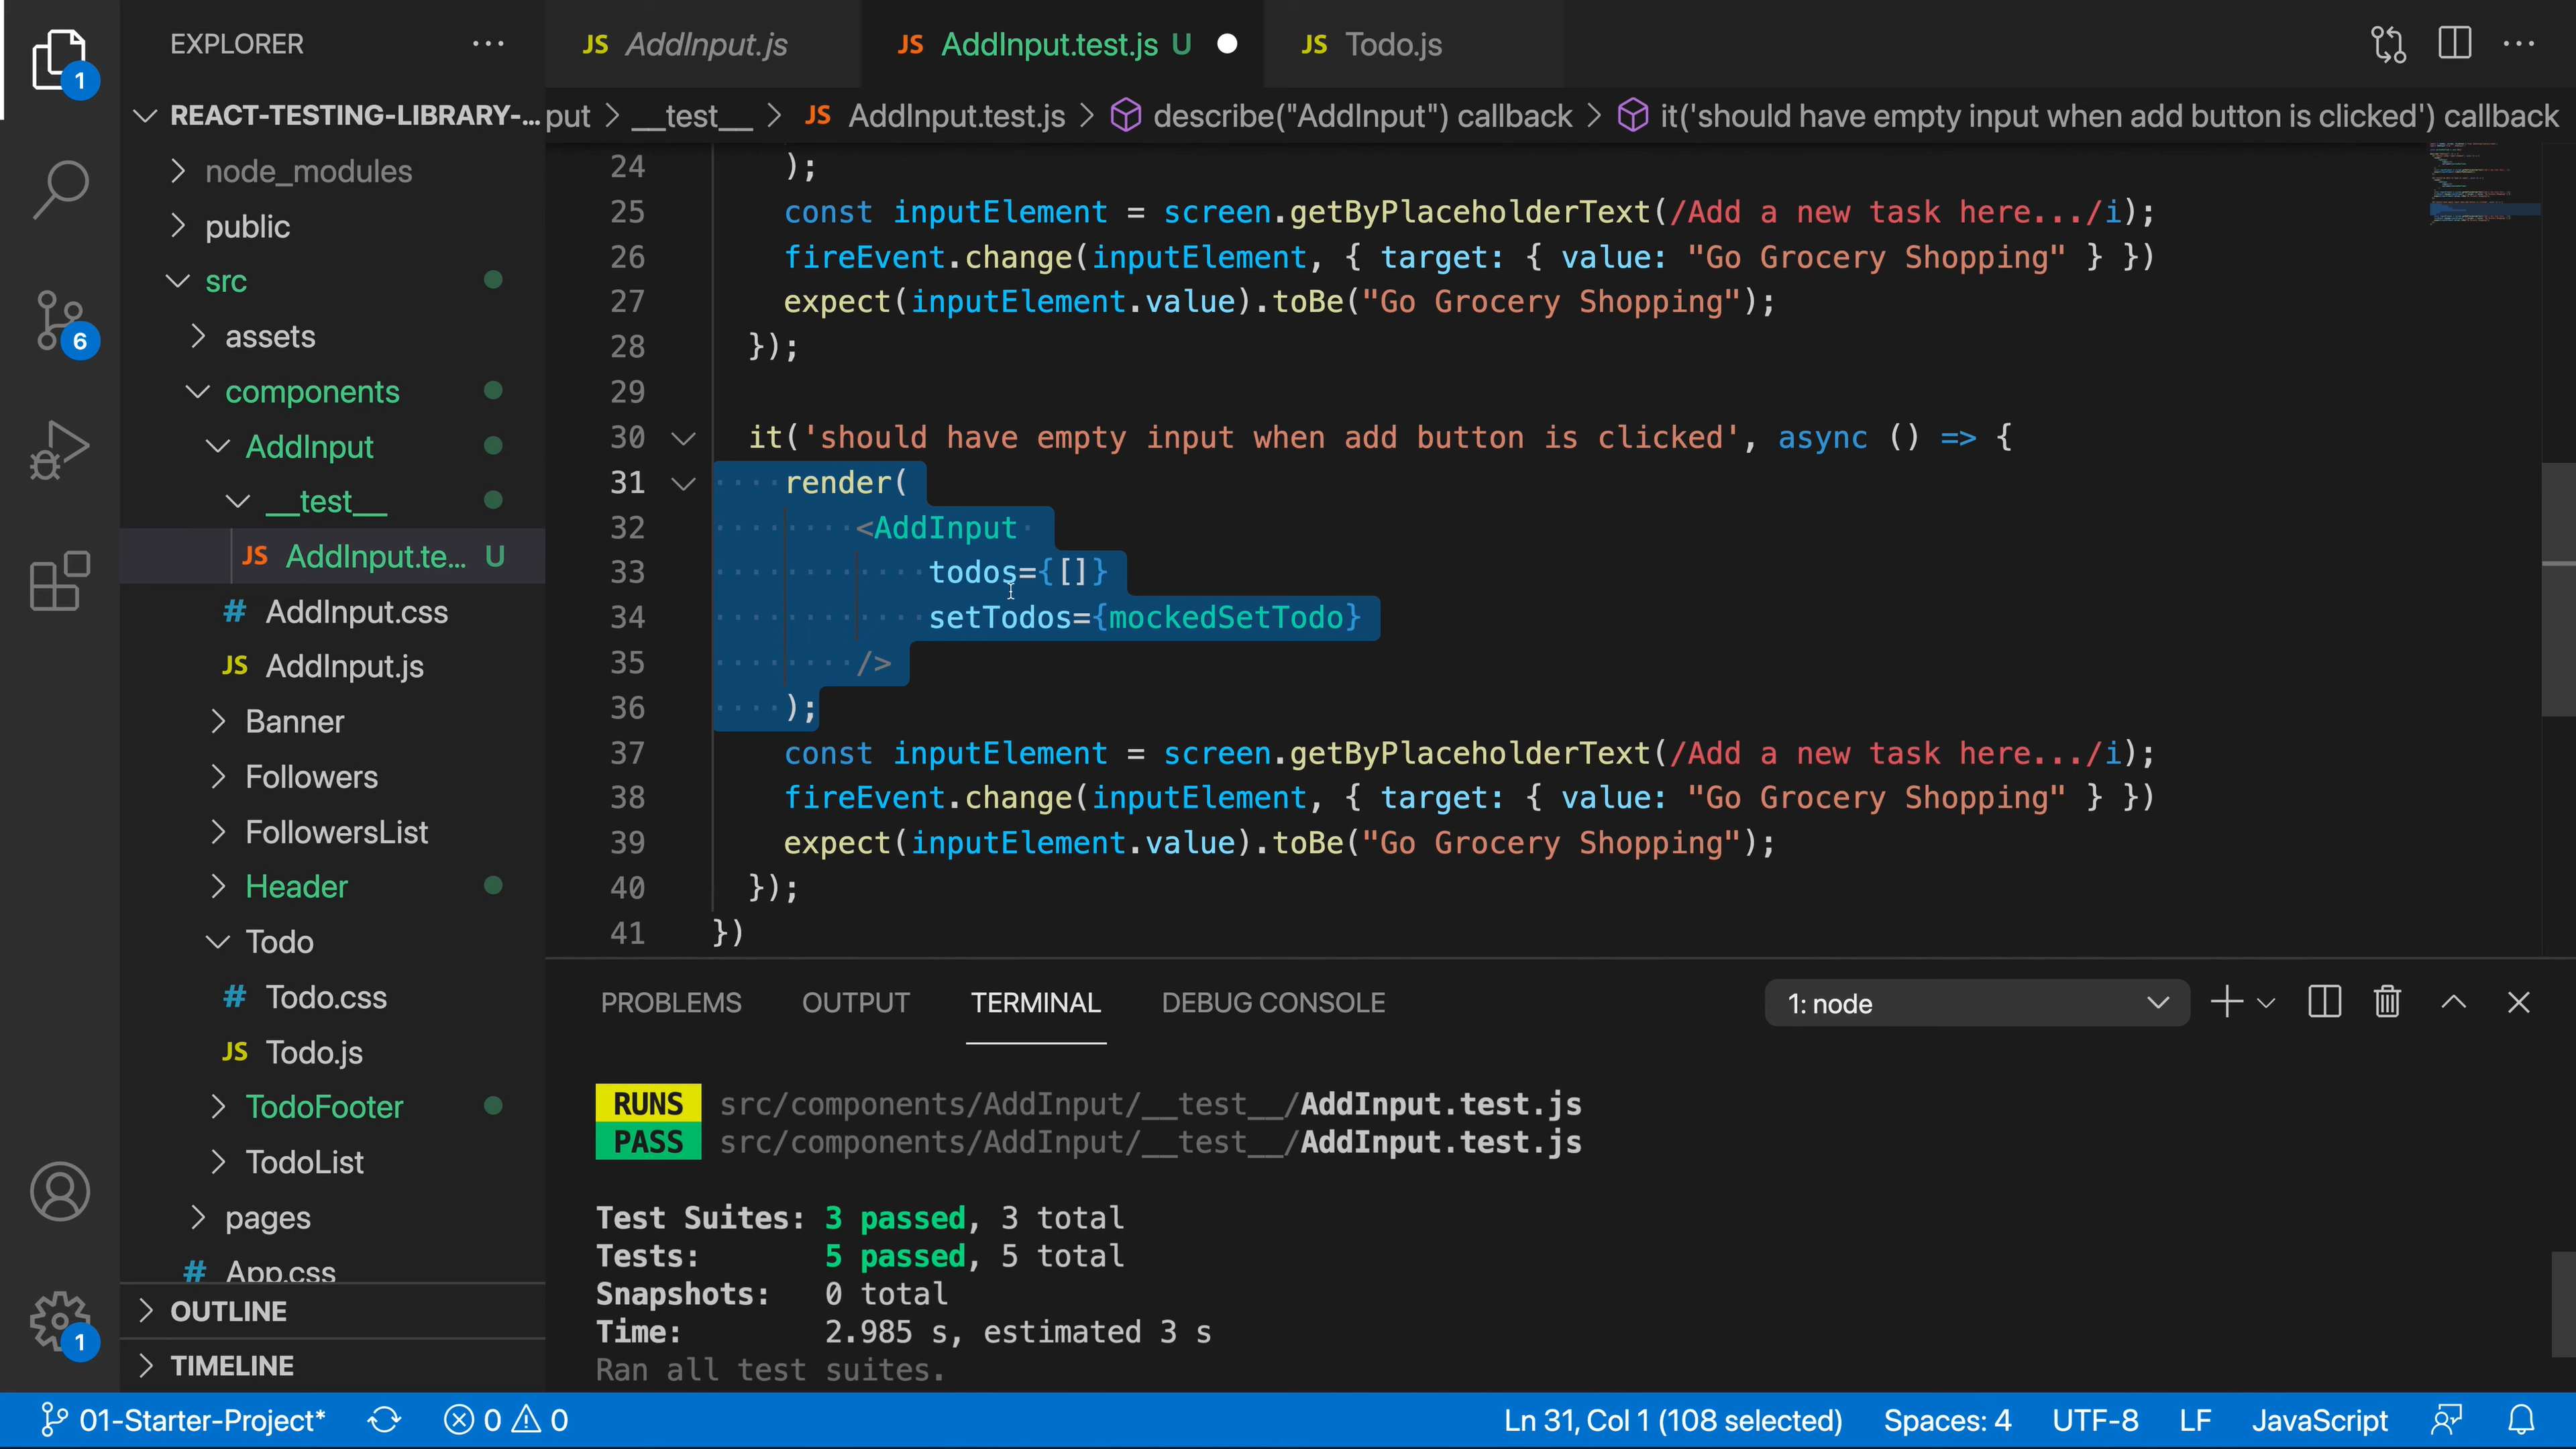 1
EXPLORER
JS AddInput.js
JS AddInput.test.js U
JS Todo.js
REACT-TESTING-LIBRARY-...
put > __test__ > JS AddInput.test.js > describe("AddInput") callback > it('should have empty input when add button is clicked') callback
node_modules
public
src
assets
components
AddInput
__test__
JS AddInput.te... U
# AddInput.css
JS AddInput.js
Banner
Followers
FollowersList
Header
Todo
# Todo.css
JS Todo.js
TodoFooter
TodoList
pages
# App.css
OUTLINE
TIMELINE
6
1
24 );
25 const inputElement = screen.getByPlaceholderText(/Add a new task here.../i);
26 fireEvent.change(inputElement, { target: { value: "Go Grocery Shopping" } })
27 expect(inputElement.value).toBe("Go Grocery Shopping");
28 });
29
30 it('should have empty input when add button is clicked', async () => {
31 render(
32 <AddInput
33 todos={[]}
34 setTodos={mockedSetTodo}
35 />
36 );
37 const inputElement = screen.getByPlaceholderText(/Add a new task here.../i);
38 fireEvent.change(inputElement, { target: { value: "Go Grocery Shopping" } })
39 expect(inputElement.value).toBe("Go Grocery Shopping");
40 });
41 })
PROBLEMS OUTPUT TERMINAL DEBUG CONSOLE 1: node
RUNS src/components/AddInput/__test__/AddInput.test.js
PASS src/components/AddInput/__test__/AddInput.test.js
Test Suites: 3 passed, 3 total
Tests: 5 passed, 5 total
Snapshots: 0 total
Time: 2.985 s, estimated 3 s
Ran all test suites.
01-Starter-Project* 0 0 Ln 31, Col 1 (108 selected) Spaces: 4 UTF-8 LF JavaScript